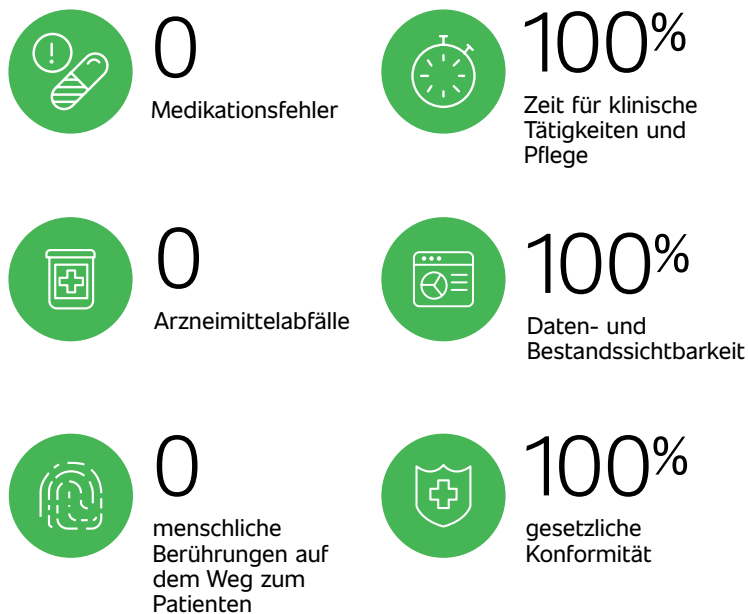 0
Medikationsfehler
100%
Zeit für klinische
Tätigkeiten und
Pflege
0
Arzneimittelabfälle
100%
Daten- und
Bestandssichtbarkeit
0
menschliche
Berührungen auf
dem Weg zum
Patienten
100%
gesetzliche
Konformität